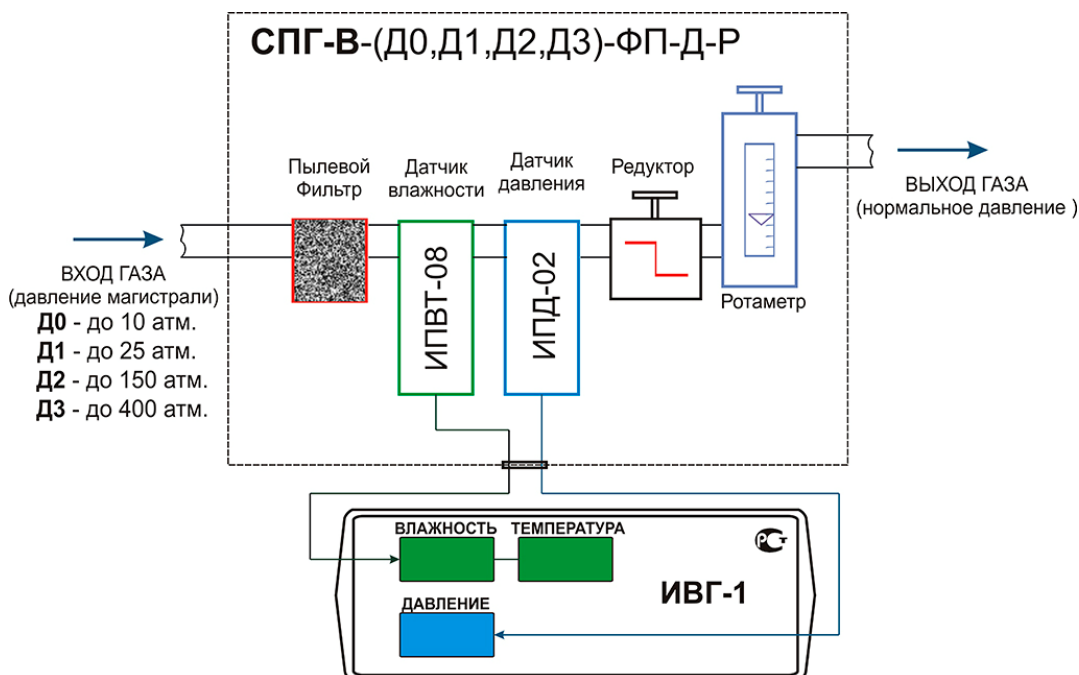 СПГ-В-(Д0,Д1,Д2,Д3)-ФП-Д-Р
Пылевой
Фильтр
Датчик
влажности
Датчик
давления
Редуктор
Ротаметр
ИПВТ-08
ИПД-02
ВХОД ГАЗА
(давление магистрали)
Д0 - до 10 атм.
Д1 - до 25 атм.
Д2 - до 150 атм.
Д3 - до 400 атм.
ВЫХОД ГАЗА
(нормальное давление )
ВЛАЖНОСТЬ
ТЕМПЕРАТУРА
ДАВЛЕНИЕ
ИВГ-1
РСТ